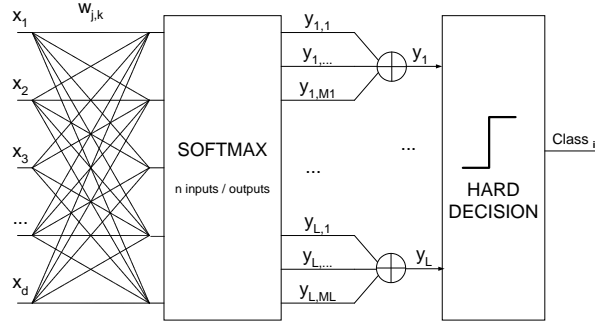 x1
wj,k
x2
x3
...
xd
SOFTMAX
n inputs / outputs
y1,1
y1,...
y1,M1
...
yL,1
yL,...
yL,ML
y1
...
yL
HARD
DECISION
Class i